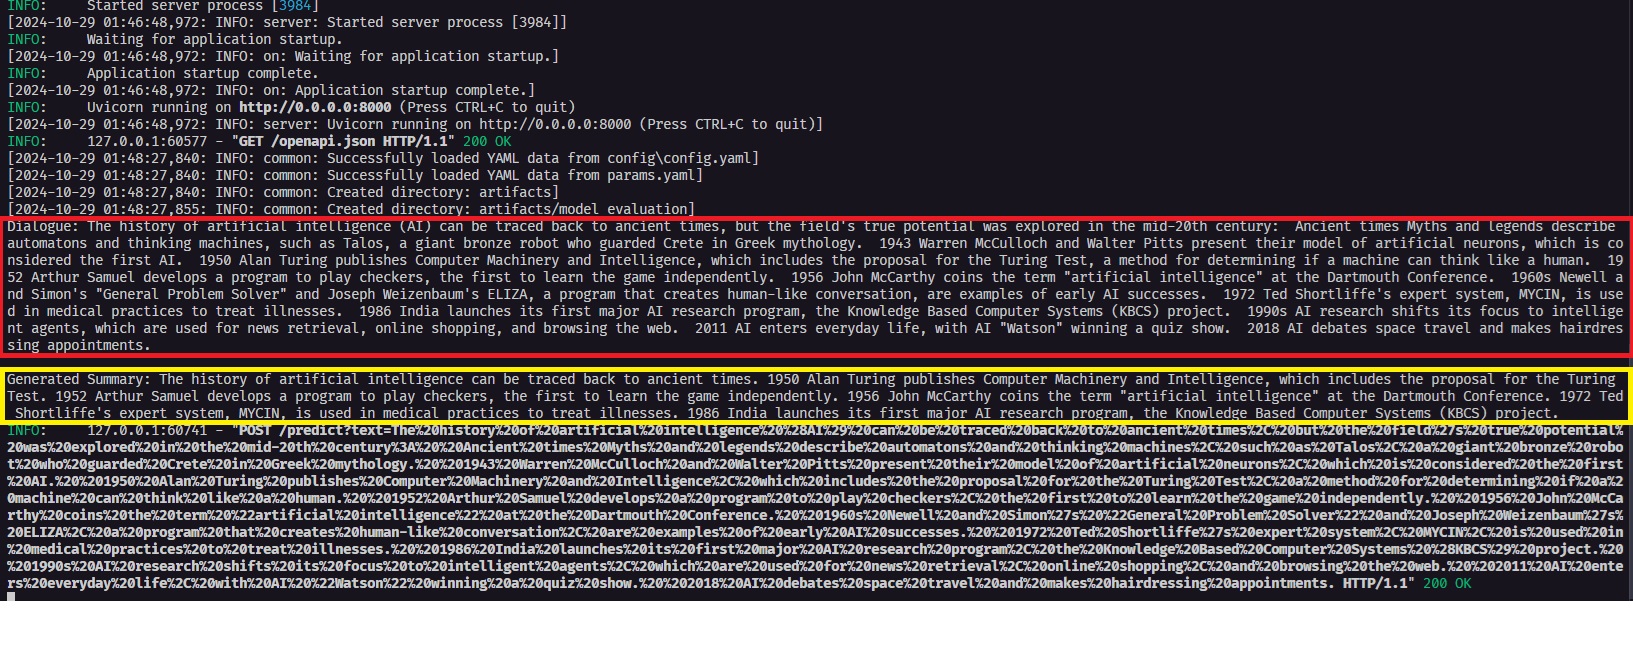 INFO:     Started server process [3984]
[2024-10-29 01:46:48,972: INFO: server: Started server process [3984]]
INFO:     Waiting for application startup.
[2024-10-29 01:46:48,972: INFO: on: Waiting for application startup.]
INFO:     Application startup complete.
[2024-10-29 01:46:48,972: INFO: on: Application startup complete.]
INFO:     Uvicorn running on http://0.0.0.0:8000 (Press CTRL+C to quit)
[2024-10-29 01:46:48,972: INFO: server: Uvicorn running on http://0.0.0.0:8000 (Press CTRL+C to quit)]
INFO:     127.0.0.1:60577 - "GET /openapi.json HTTP/1.1" 200 OK
[2024-10-29 01:48:27,840: INFO: common: Successfully loaded YAML data from config\config.yaml]
[2024-10-29 01:48:27,840: INFO: common: Successfully loaded YAML data from params.yaml]
[2024-10-29 01:48:27,840: INFO: common: Created directory: artifacts]
[2024-10-29 01:48:27,855: INFO: common: Created directory: artifacts/model evaluation]
Dialogue: The history of artificial intelligence (AI) can be traced back to ancient times, but the field's true potential was explored in the mid-20th century:  Ancient times Myths and legends describe
automatons and thinking machines, such as Talos, a giant bronze robot who guarded Crete in Greek mythology.  1943 Warren McCulloch and Walter Pitts present their model of artificial neurons, which is co
nsidered the first AI.  1950 Alan Turing publishes Computer Machinery and Intelligence, which includes the proposal for the Turing Test, a method for determining if a machine can think like a human.  19
52 Arthur Samuel develops a program to play checkers, the first to learn the game independently.  1956 John McCarthy coins the term "artificial intelligence" at the Dartmouth Conference.  1960s Newell a
nd Simon's "General Problem Solver" and Joseph Weizenbaum's ELIZA, a program that creates human-like conversation, are examples of early AI successes.  1972 Ted Shortliffe's expert system, MYCIN, is use
d in medical practices to treat illnesses.  1986 India launches its first major AI research program, the Knowledge Based Computer Systems (KBCS) project.  1990s AI research shifts its focus to intellige
nt agents, which are used for news retrieval, online shopping, and browsing the web.  2011 AI enters everyday life, with AI "Watson" winning a quiz show.  2018 AI debates space travel and makes hairdres
sing appointments.
Generated Summary: The history of artificial intelligence can be traced back to ancient times. 1950 Alan Turing publishes Computer Machinery and Intelligence, which includes the proposal for the Turing
Test. 1952 Arthur Samuel develops a program to play checkers, the first to learn the game independently. 1956 John McCarthy coins the term "artificial intelligence" at the Dartmouth Conference. 1972 Ted
Shortliffe's expert system, MYCIN, is used in medical practices to treat illnesses. 1986 India launches its first major AI research program, the Knowledge Based Computer Systems (KBCS) project.
INFO:     127.0.0.1:60741 - "POST /predict?text=The%20history%20of%20artificial%20intelligence%20%28AI%29%20can%20be%20traced%20back%20to%20ancient%20times%2C%20but%20the%20field%27s%20true%20potential%
20was%20explored%20in%20the%20mid-20th%20century%3A%20%20Ancient%20times%20Myths%20and%20legends%20describe%20automatons%20and%20thinking%20machines%2C%20such%20as%20Talos%2C%20a%20giant%20bronze%20robo
t%20who%20guarded%20Crete%20in%20Greek%20mythology.%20%201943%20Warren%20McCulloch%20and%20Walter%20Pitts%20present%20their%20model%20of%20artificial%20neurons%2C%20which%20is%20considered%20the%20first
%20AI.%20%201950%20Alan%20Turing%20publishes%20Computer%20Machinery%20and%20Intelligence%2C%20which%20includes%20the%20proposal%20for%20the%20Turing%20Test%2C%20a%20method%20for%20determining%20if%20a%2
0machine%20can%20think%20like%20a%20human.%20%201952%20Arthur%20Samuel%20develops%20a%20program%20to%20play%20checkers%2C%20the%20first%20to%20learn%20the%20game%20independently.%20%201956%20John%20McCa
rthy%20coins%20the%20term%20%22artificial%20intelligence%22%20at%20the%20Dartmouth%20Conference.%20%201960s%20Newell%20and%20Simon%27s%20%22General%20Problem%20Solver%22%20and%20Joseph%20Weizenbaum%27s%
20ELIZA%2C%20a%20program%20that%20creates%20human-like%20conversation%2C%20are%20examples%20of%20early%20AI%20successes.%20%201972%20Ted%20Shortliffe%27s%20expert%20system%2C%20MYCIN%2C%20is%20used%20in
%20medical%20practices%20to%20treat%20illnesses.%20%201986%20India%20launches%20its%20first%20major%20AI%20research%20program%2C%20the%20Knowledge%20Based%20Computer%20Systems%20%28KBCS%29%20project.%20
%201990s%20AI%20research%20shifts%20its%20focus%20to%20intelligent%20agents%2C%20which%20are%20used%20for%20news%20retrieval%2C%20online%20shopping%2C%20and%20browsing%20the%20web.%20%202011%20AI%20ente
rs%20everyday%20life%2C%20with%20AI%20%22Watson%22%20winning%20a%20quiz%20show.%20%202018%20AI%20debates%20space%20travel%20and%20makes%20hairdressing%20appointments. HTTP/1.1" 200 OK